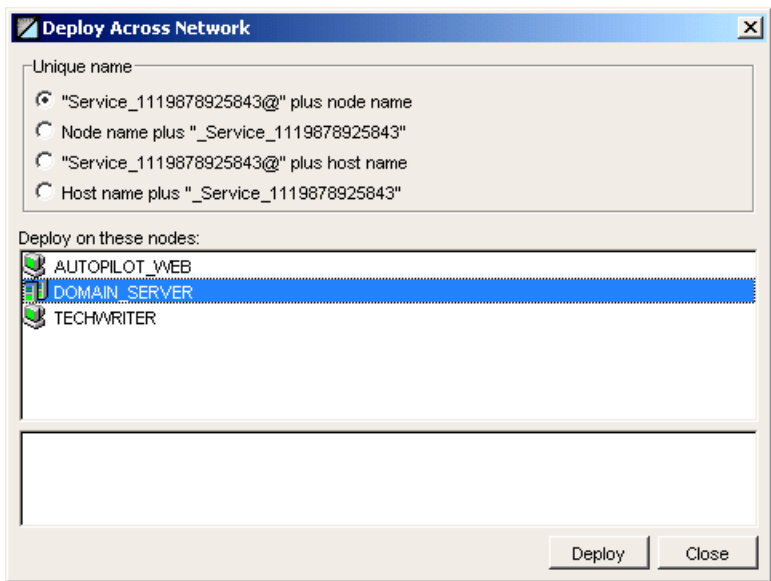 Deploy Across Network
Unique name
"Service_1119878925843@" plus node name
Node name plus "_Service_1119878925843"
"Service_1119878925843@" plus host name
Host name plus "_Service_1119878925843"
Deploy on these nodes:
AUTOPILOT_WEB
DOMAIN_SERVER
TECHWRITER
Deploy Close